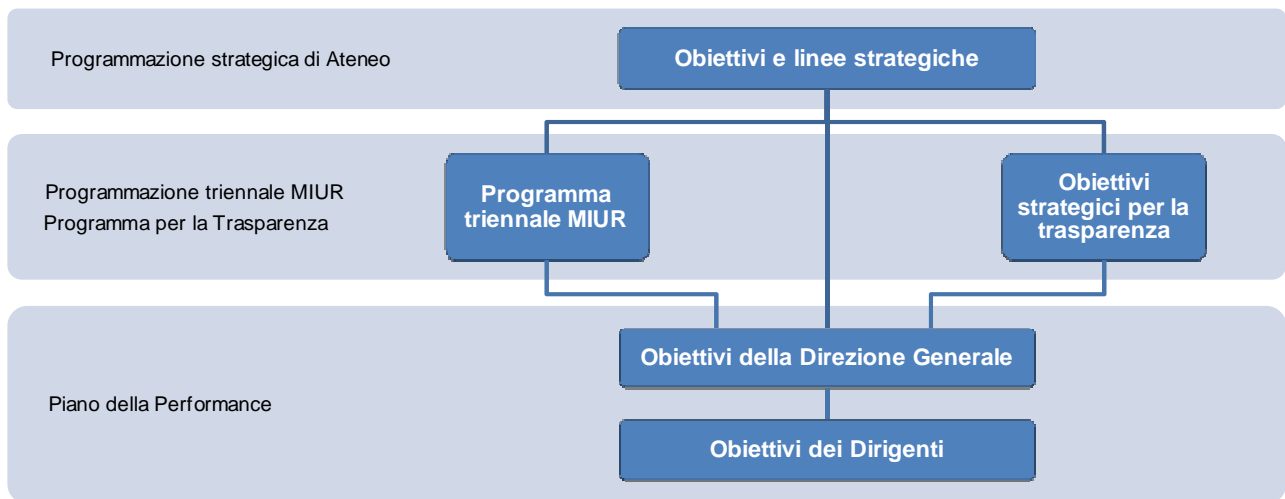 Programmazione strategica di Ateneo
Obiettivi e linee strategiche
Programmazione triennale MIUR
Programma per la Trasparenza
Programma
triennale MIUR
Obiettivi
strategici per la
trasparenza
Piano della Performance
Obiettivi della Direzione Generale
Obiettivi dei Dirigenti